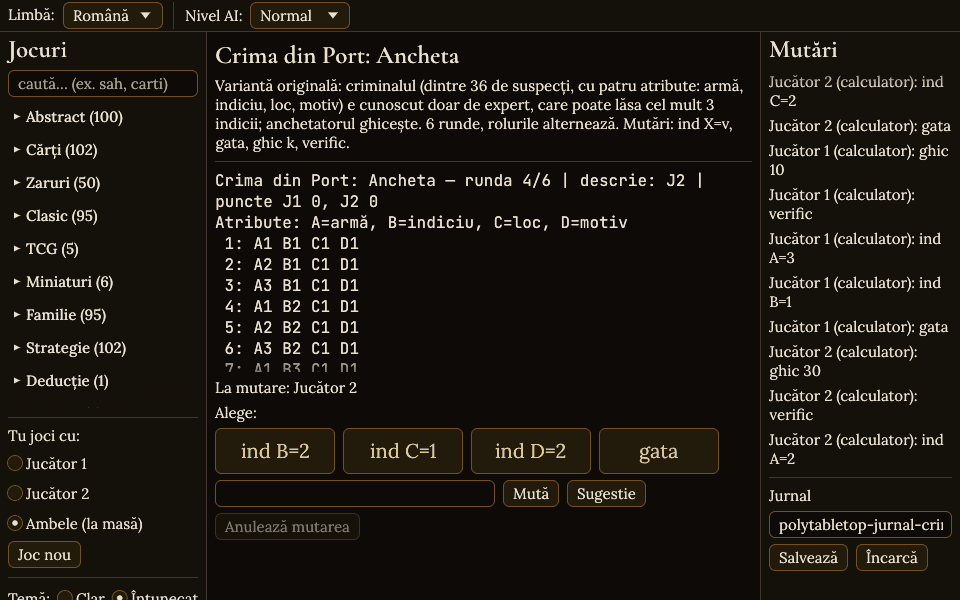 Limbă: Română Nivel AI: Normal
Jocuri
caută... (ex. sah, carti)
Abstract (100)
Cărți (102)
Zaruri (50)
Clasic (95)
TCG (5)
Miniaturi (6)
Familie (95)
Strategie (102)
Deducție (1)
Tu joci cu:
Jucător 1
Jucător 2
Ambele (la masă)
Joc nou
Temă: Clar Întunecat
Crima din Port: Ancheta
Variantă originală: criminalul (dintre 36 de suspecți, cu patru atribute: armă,
indiciu, loc, motiv) e cunoscut doar de expert, care poate lăsa cel mult 3
indicii; anchetatorul ghicește. 6 runde, rolurile alternează. Mutări: ind X=v,
gata, ghic k, verific.
Crima din Port: Ancheta — runda 4/6 | descrie: J2 |
puncte J1 0, J2 0
Atribute: A=armă, B=indiciu, C=loc, D=motiv
1: A1 B1 C1 D1
2: A2 B1 C1 D1
3: A3 B1 C1 D1
4: A1 B2 C1 D1
5: A2 B2 C1 D1
6: A3 B2 C1 D1
7: A1 B3 C1 D1
La mutare: Jucător 2
Alege:
ind B=2 ind C=1 ind D=2 gata
Mută Sugestie
Anulează mutarea
Mutări
Jucător 2 (calculator): ind
C=2
Jucător 2 (calculator): gata
Jucător 1 (calculator): ghic
10
Jucător 1 (calculator):
verific
Jucător 1 (calculator): ind
A=3
Jucător 1 (calculator): ind
B=1
Jucător 1 (calculator): gata
Jucător 2 (calculator):
ghic 30
Jucător 2 (calculator):
verific
Jucător 2 (calculator): ind
A=2
Jurnal
polytabletop-jurnal-cri
Salvează Încarcă